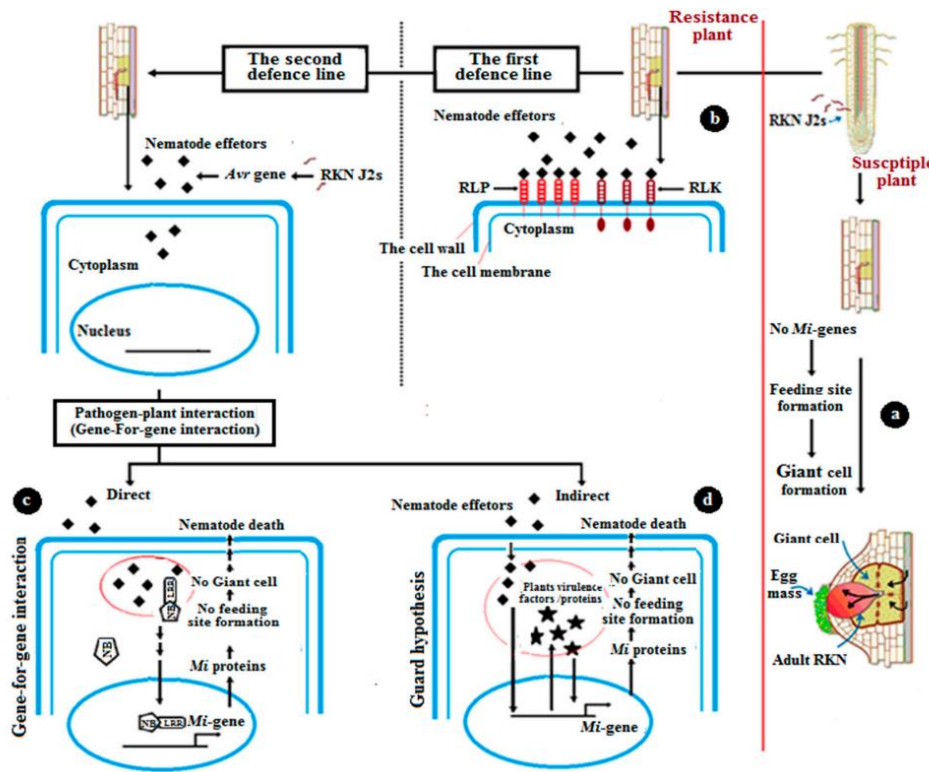 Resistance
plant
The second
defence line
The first
defence line
b
RKN J2s
Suscptiple
plant
Nematode effetors
Avr gene
RKN J2s
Cytoplasm
Nucleus
Nematode effetors
RLP
RLK
Cytoplasm
The cell wall
The cell membrane
No Mi-genes
Feeding site
formation
a
Giant cell
formation
Giant cell
Egg
mass
Adult RKN
Pathogen-plant interaction
(Gene-For-gene interaction)
c
Direct
Gene-for-gene interaction
Nematode death
No Giant cell
No feeding
site formation
Mi proteins
LRR
NB
NB
NB
LRR
Mi-gene
Indirect
d
Nematode effetors
Guard hypothesis
Nematode death
Plants virulence
factors /proteins
No Giant cell
No feeding
site formation
Mi proteins
Mi-gene